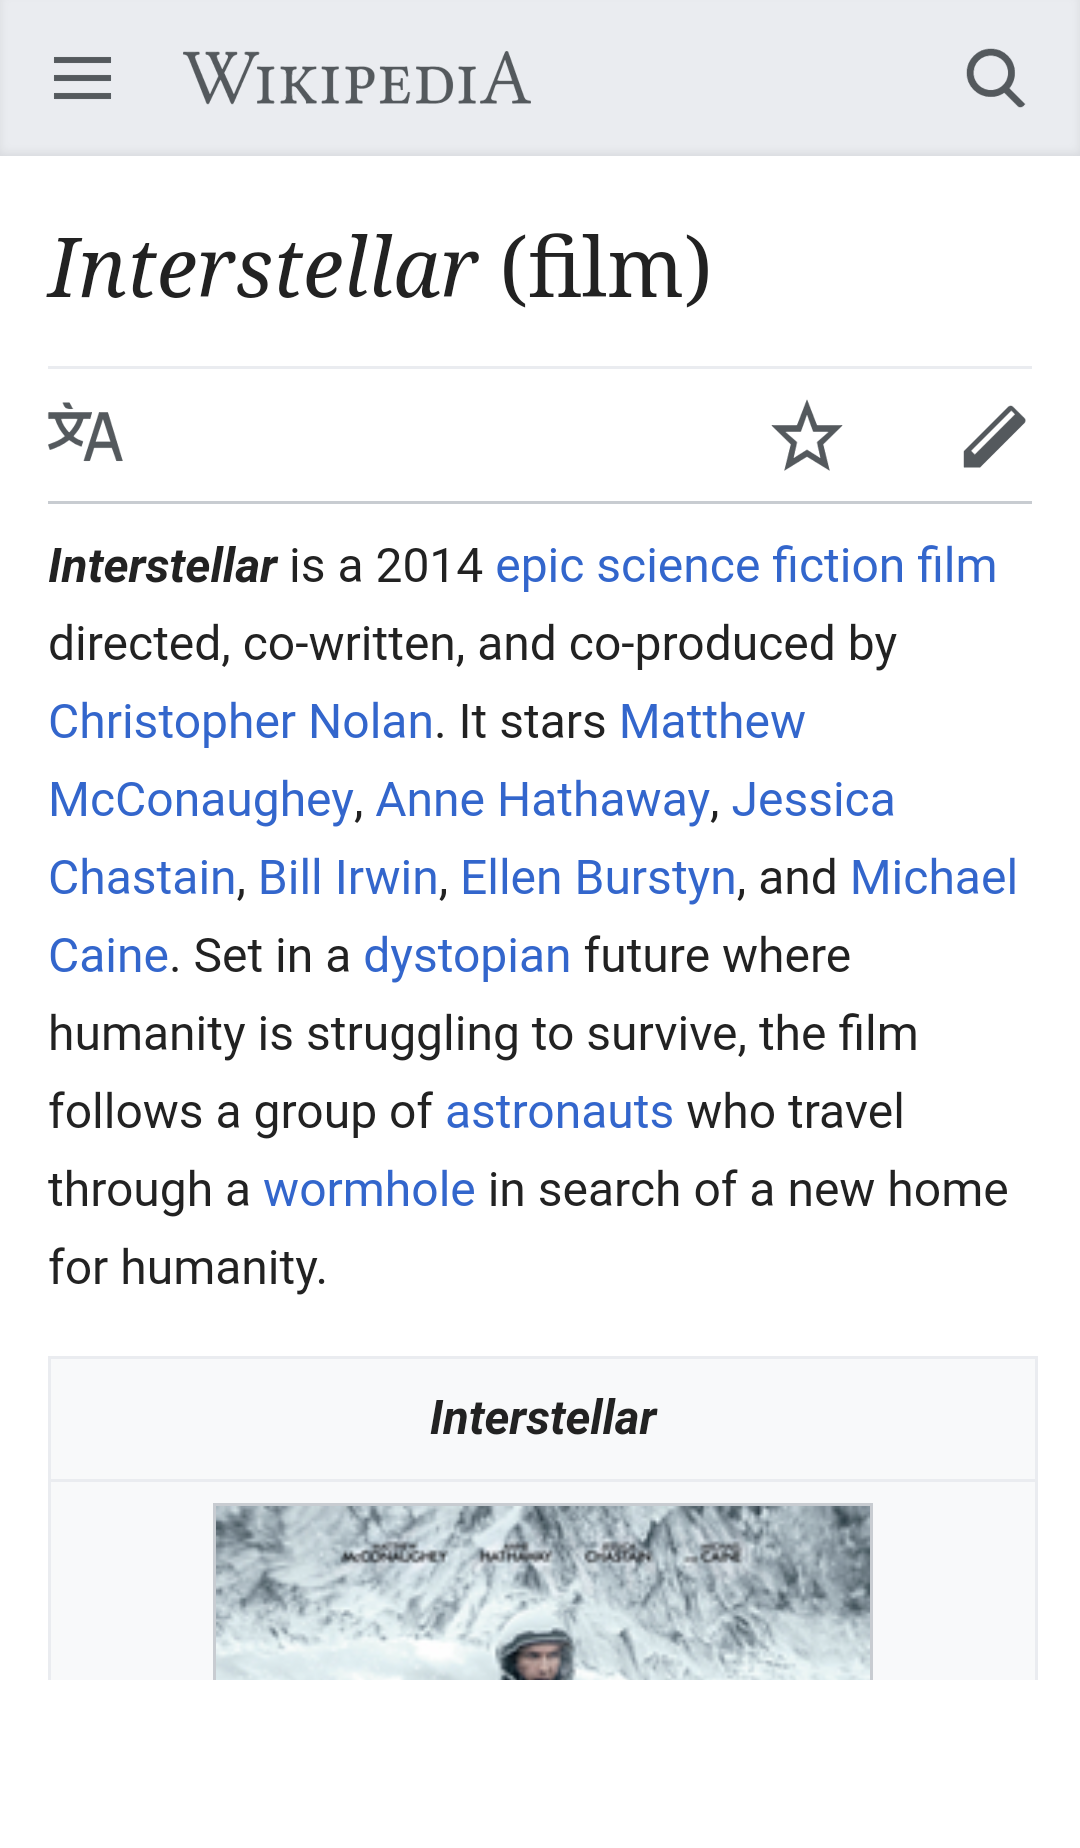 WIKIPEDIA
Interstellar (film)
文A
Interstellar is a 2014 epic science fiction film
directed, co-written, and co-produced by
Christopher Nolan. It stars Matthew
McConaughey, Anne Hathaway, Jessica
Chastain, Bill Irwin, Ellen Burstyn, and Michael
Caine. Set in a dystopian future where
humanity is struggling to survive, the film
follows a group of astronauts who travel
through a wormhole in search of a new home
for humanity.
Interstellar
McCONAUGHEY HATHAWAY CHASTAIN CAINE